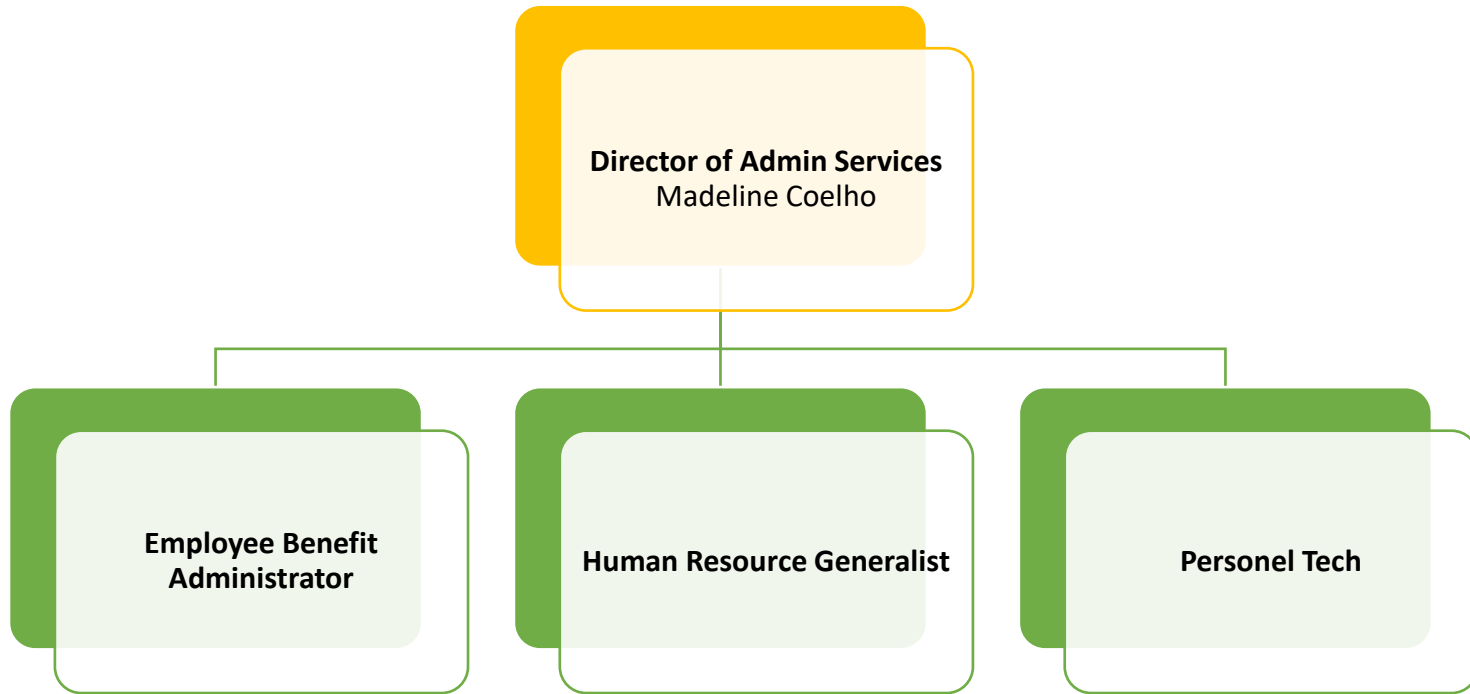 Director of Admin Services
Madeline Coelho
Employee Benefit
Administrator
Human Resource Generalist
Personel Tech